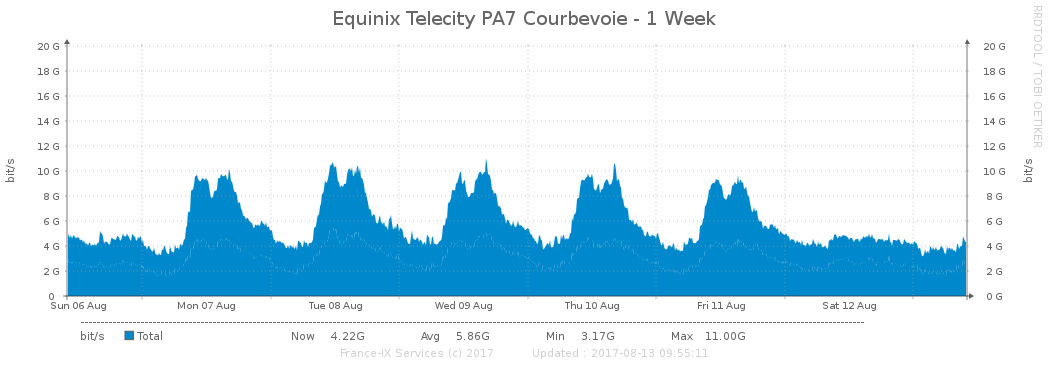 Equinix Telecity PA7 Courbevoie - 1 Week
RRDTOOL / TOBI OETIKER
bit/s
bit/s
20 G 20 G
18 G 18 G
16 G 16 G
14 G 14 G
12 G 12 G
10 G 10 G
8 G 8 G
6 G 6 G
4 G 4 G
2 G 2 G
0 0 G
Sun 06 Aug Mon 07 Aug Tue 08 Aug Wed 09 Aug Thu 10 Aug Fri 11 Aug Sat 12 Aug
bit/s Total Now 4.22G Avg 5.86G Min 3.17G Max 11.00G
France-IX Services (c) 2017 Updated : 2017-08-13 09:55:11